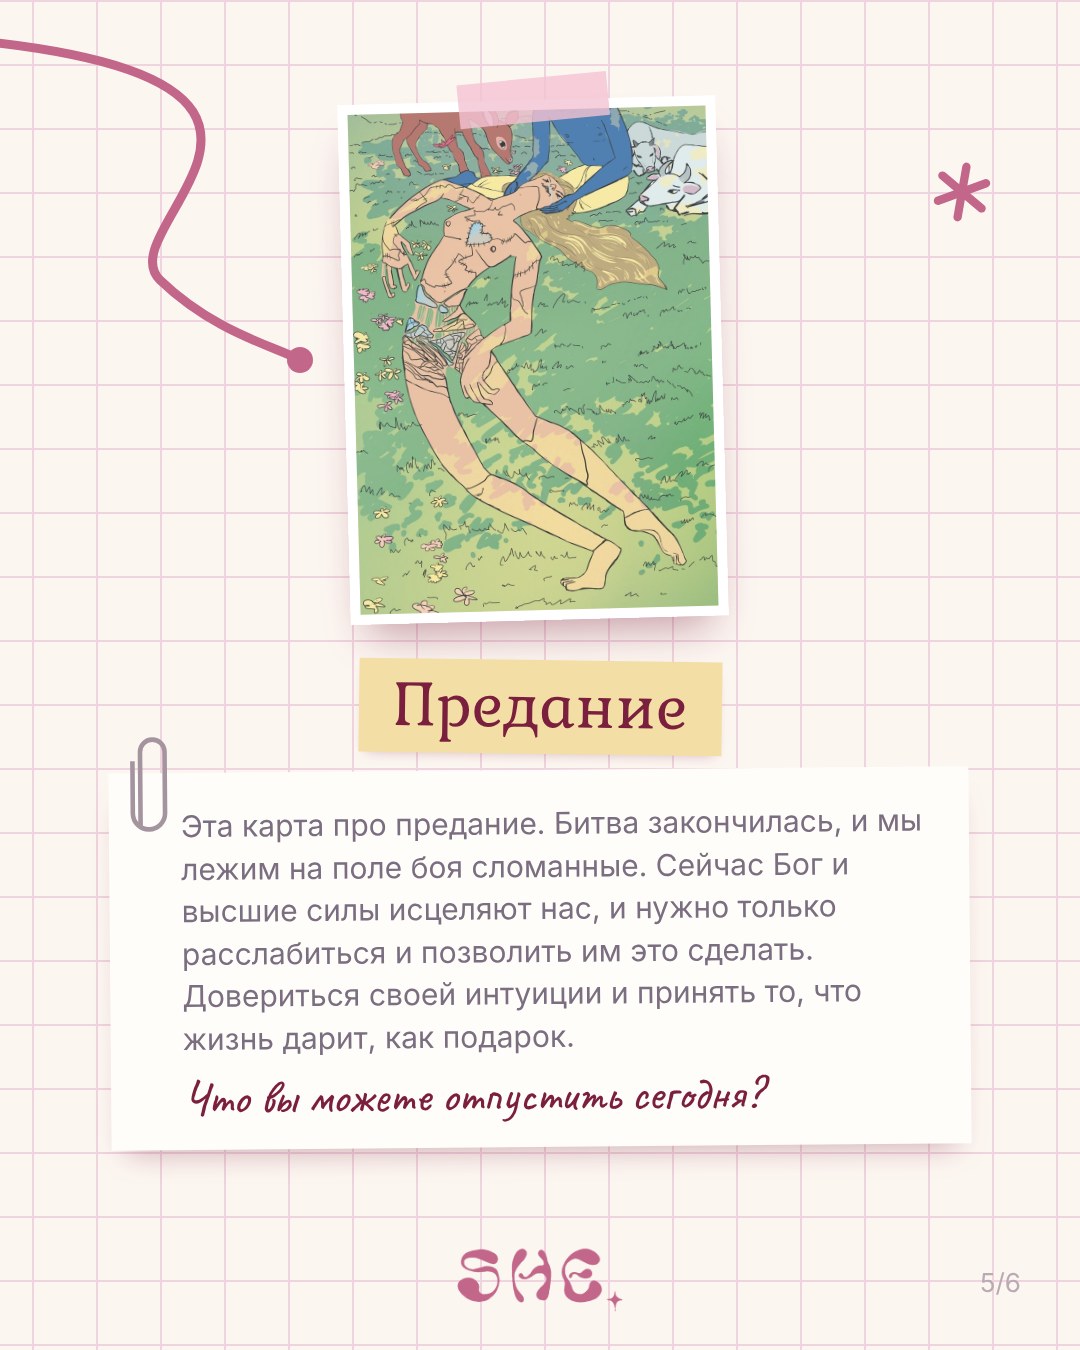 Предание
Эта карта про предание. Битва закончилась, и мы
лежим на поле боя сломанные. Сейчас Бог и
высшие силы исцеляют нас, и нужно только
расслабиться и позволить им это сделать.
Довериться своей интуиции и принять то, что
жизнь дарит, как подарок.
Что вы можете отпустить сегодня?
SHE
5/6